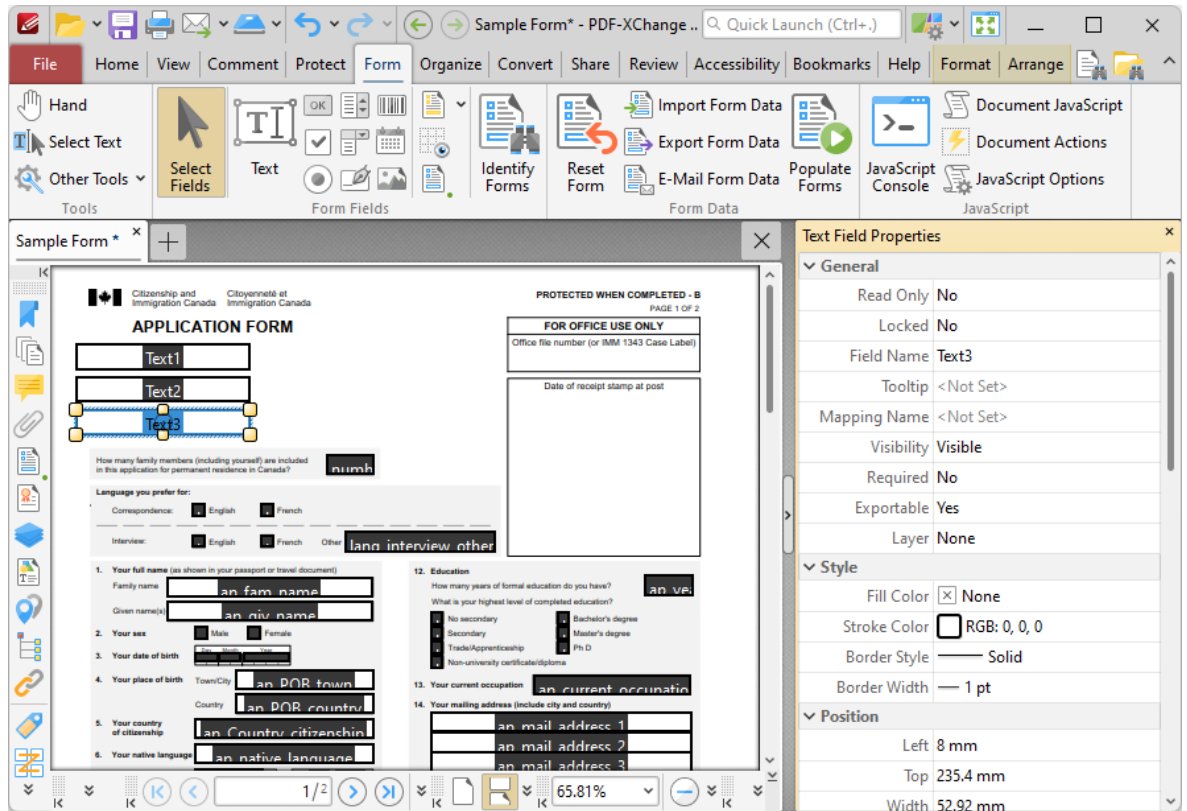 Sample Form* - PDF-XChange ..
Quick Launch (Ctrl+.)
File Home View Comment Protect Form Organize Convert Share Review Accessibility Bookmarks Help Format Arrange
Hand
Select Text
Other Tools
Tools
Select Fields
Text
OK
Form Fields
Identify Forms
Reset Form
Import Form Data
Export Form Data
E-Mail Form Data
Populate Forms
Form Data
JavaScript Console
Document JavaScript
Document Actions
JavaScript Options
JavaScript
Sample Form *
Citizenship and Immigration Canada
Citoyenneté et Immigration Canada
PROTECTED WHEN COMPLETED - B
PAGE 1 OF 2
APPLICATION FORM
FOR OFFICE USE ONLY
Office file number (or IMM 1343 Case Label)
Date of receipt stamp at post
Text1
Text2
Text3
How many family members (including yourself) are included
in this application for permanent residence in Canada?
Language you prefer for:
Correspondence: English French
Interview: English French Other lang_interview_other
1. Your full name (as shown in your passport or travel document)
Family name an_fam_name
Given name(s) an_giv_name
2. Your sex Male Female
3. Your date of birth Day Month Year
4. Your place of birth Town/City an_POB_town
Country an_POB_country
5. Your country of citizenship an_Country_citizenship
6. Your native language an_native_language
12. Education
How many years of formal education do you have?
What is your highest level of completed education?
No secondary Bachelor's degree
Secondary Master's degree
Trade/Apprenticeship Ph D
Non-university certificate/diploma
13. Your current occupation
14. Your mailing address (include city and country)
an_mail_address_1
an_mail_address_2
an_mail_address_3
1/2
65.81%
Text Field Properties
General
Read Only No
Locked No
Field Name Text3
Tooltip <Not Set>
Mapping Name <Not Set>
Visibility Visible
Required No
Exportable Yes
Layer None
Style
Fill Color None
Stroke Color RGB: 0, 0, 0
Border Style Solid
Border Width 1 pt
Position
Left 8 mm
Top 235.4 mm
Width 52.92 mm